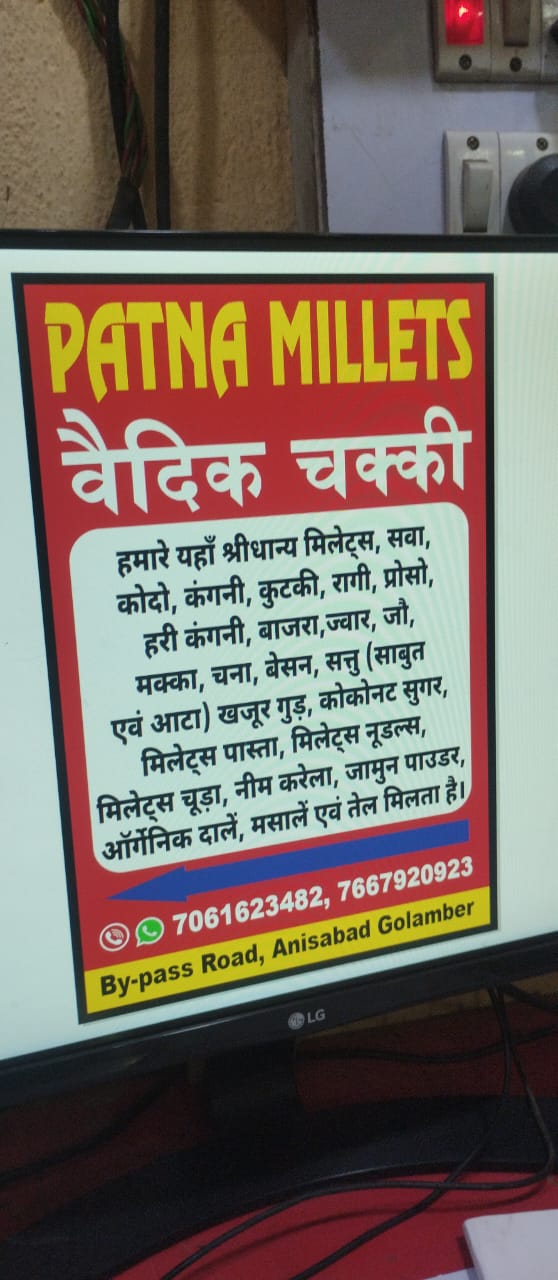 PATNA MILLETS
वैदिक चक्की
हमारे यहाँ श्रीधान्य मिलेट्स, सवा,
कोदो, कंगनी, कुटकी, रागी, प्रोसो,
हरी कंगनी, बाजरा,ज्वार, जौ,
मक्का, चना, बेसन, सत्तु (साबुत
एवं आटा) खजूर गुड़, कोकोनट सुगर,
मिलेट्स पास्ता, मिलेट्स नूडल्स,
मिलेट्स चूड़ा, नीम करेला, जामुन पाउडर,
ऑर्गेनिक दालें, मसालें एवं तेल मिलता है।
7061623482, 7667920923
By-pass Road, Anisabad Golamber
LG